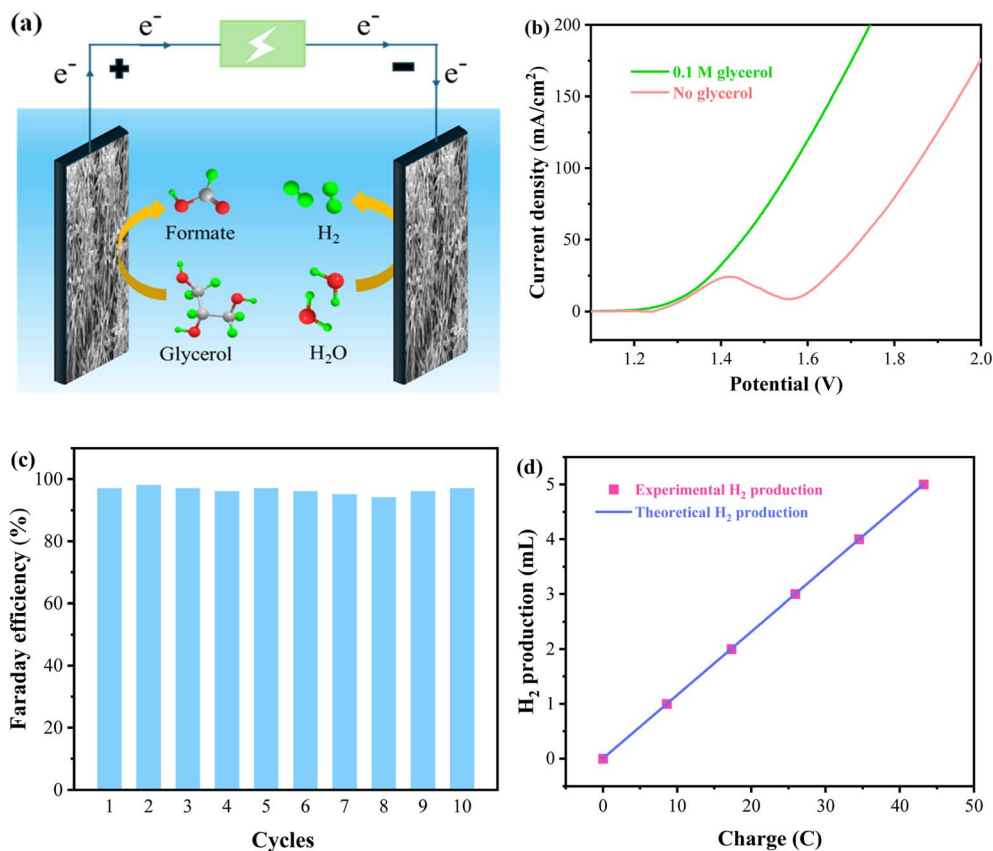 (a)
e⁻
e⁻
e⁻
e⁻
+
−
Formate
H₂
Glycerol
H₂O
(b)
Current density (mA/cm²)
200
150
100
50
0
0.1 M glycerol
No glycerol
1.2
1.4
1.6
1.8
2.0
Potential (V)
(c)
Faraday efficiency (%)
100
80
60
40
20
0
1
2
3
4
5
6
7
8
9
10
Cycles
(d)
H₂ production (mL)
5
4
3
2
1
0
Experimental H₂ production
Theoretical H₂ production
0
10
20
30
40
50
Charge (C)